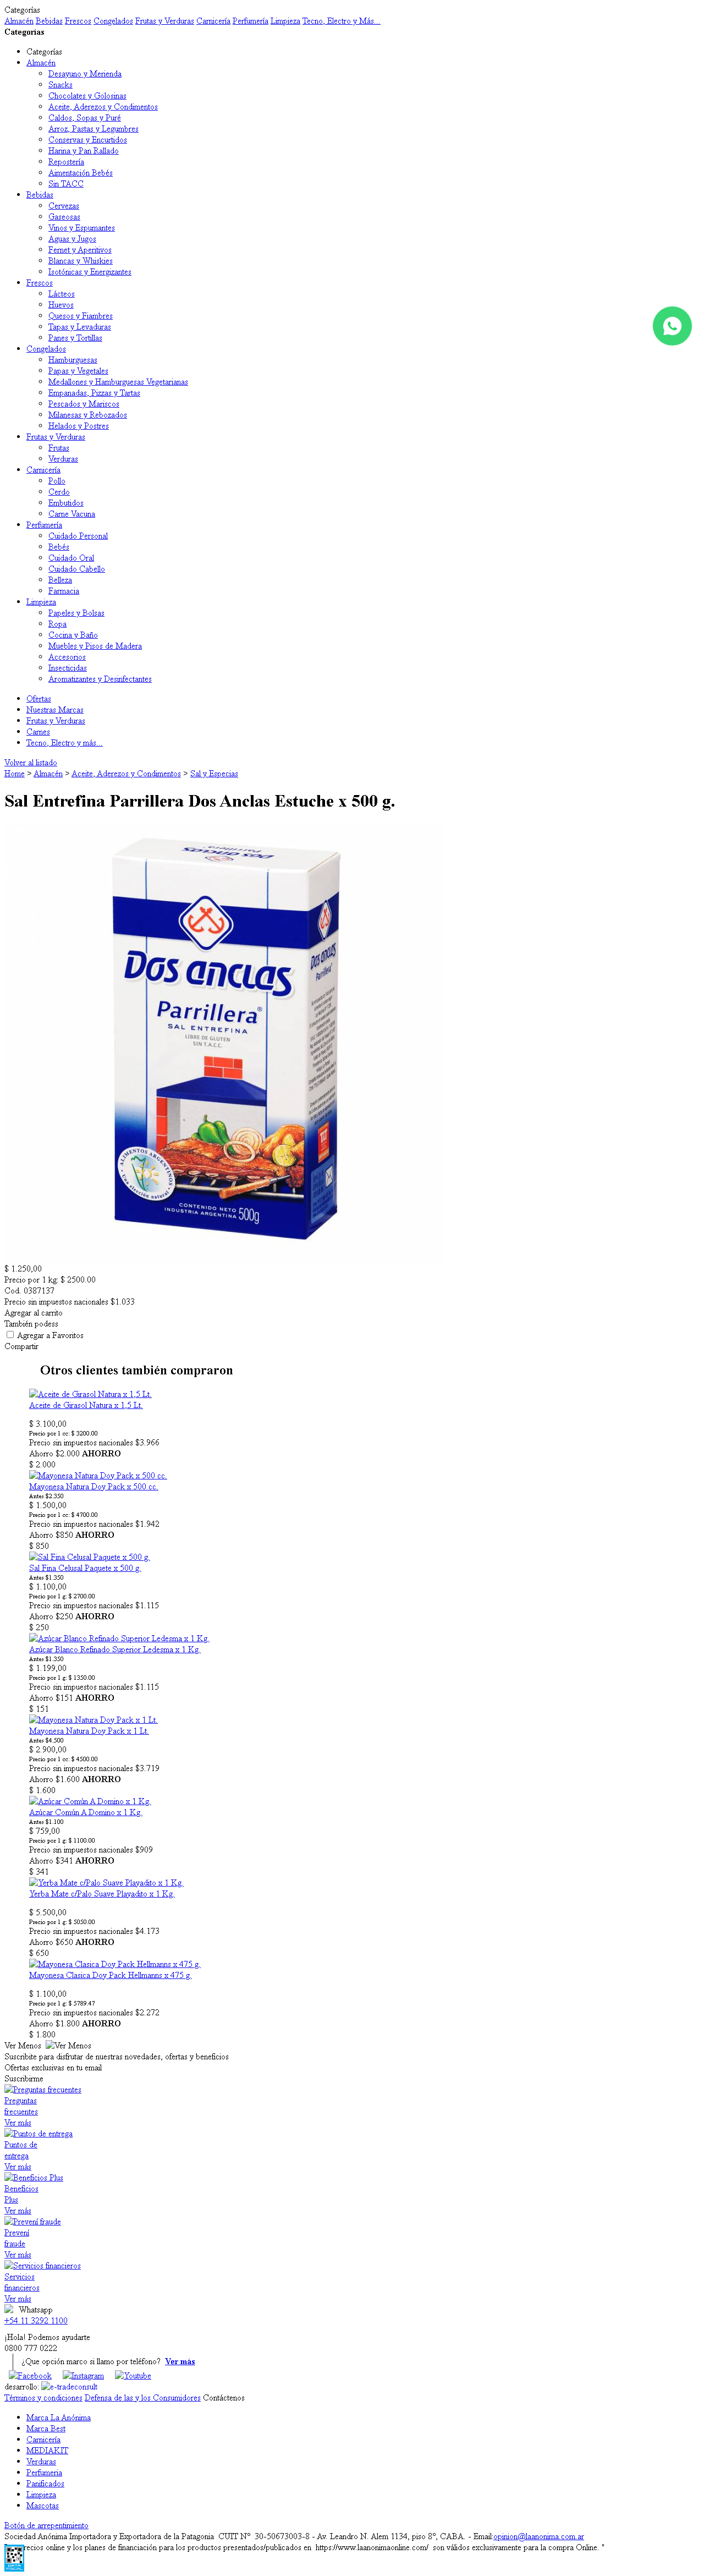 Categorías
Almacén Bebidas Frescos Congelados Frutas y Verduras Carnicería Perfumería Limpieza Tecno, Electro y Más...
Categorías
Categorías
Almacén
Desayuno y Merienda
Snacks
Chocolates y Golosinas
Aceite, Aderezos y Condimentos
Caldos, Sopas y Puré
Arroz, Pastas y Legumbres
Conservas y Encurtidos
Harina y Pan Rallado
Repostería
Aimentación Bebés
Sin TACC
Bebidas
Cervezas
Gaseosas
Vinos y Espumantes
Aguas y Jugos
Fernet y Aperitivos
Blancas y Whiskies
Isotónicas y Energizantes
Frescos
Lácteos
Huevos
Quesos y Fiambres
Tapas y Levaduras
Panes y Tortillas
Congelados
Hamburguesas
Papas y Vegetales
Medallones y Hamburguesas Vegetarianas
Empanadas, Pizzas y Tartas
Pescados y Mariscos
Milanesas y Rebozados
Helados y Postres
Frutas y Verduras
Frutas
Verduras
Carnicería
Pollo
Cerdo
Embutidos
Carne Vacuna
Perfumería
Cuidado Personal
Bebés
Cuidado Oral
Cuidado Cabello
Belleza
Farmacia
Limpieza
Papeles y Bolsas
Ropa
Cocina y Baño
Muebles y Pisos de Madera
Accesorios
Insecticidas
Aromatizantes y Desinfectantes
Ofertas
Nuestras Marcas
Frutas y Verduras
Carnes
Tecno, Electro y más...
Volver al listado
Home > Almacén > Aceite, Aderezos y Condimentos > Sal y Especias
Sal Entrefina Parrillera Dos Anclas Estuche x 500 g.
DOS ANCLAS
Dos Anclas
Parrillera
SAL ENTREFINA
LIBRE DE GLUTEN
SIN T.A.C.C.
ALIMENTOS ARGENTINOS
una elección natural
CONTENIDO NETO
INDUSTRIA ARGENTINA 500g
$ 1.250,00
Precio por 1 kg: $ 2500.00
Cod. 0387137
Precio sin impuestos nacionales $1.033
Agregar al carrito
También podess
Agregar a Favoritos
Compartir
Otros clientes también compraron
Aceite de Girasol Natura x 1,5 Lt.
Aceite de Girasol Natura x 1,5 Lt.
$ 3.100,00
Precio por 1 cc: $ 3200.00
Precio sin impuestos nacionales $3.966
Ahorro $2.000 AHORRO
$ 2.000
Mayonesa Natura Doy Pack x 500 cc.
Mayonesa Natura Doy Pack x 500 cc.
Antes $2.350
$ 1.500,00
Precio por 1 cc: $ 4700.00
Precio sin impuestos nacionales $1.942
Ahorro $850 AHORRO
$ 850
Sal Fina Celusal Paquete x 500 g.
Sal Fina Celusal Paquete x 500 g.
Antes $1.350
$ 1.100,00
Precio por 1 g: $ 2700.00
Precio sin impuestos nacionales $1.115
Ahorro $250 AHORRO
$ 250
Azúcar Blanco Refinado Superior Ledesma x 1 Kg.
Azúcar Blanco Refinado Superior Ledesma x 1 Kg.
Antes $1.350
$ 1.199,00
Precio por 1 g: $ 1350.00
Precio sin impuestos nacionales $1.115
Ahorro $151 AHORRO
$ 151
Mayonesa Natura Doy Pack x 1 Lt.
Mayonesa Natura Doy Pack x 1 Lt.
Antes $4.500
$ 2.900,00
Precio por 1 cc: $ 4500.00
Precio sin impuestos nacionales $3.719
Ahorro $1.600 AHORRO
$ 1.600
Azúcar Común A Domino x 1 Kg.
Azúcar Común A Domino x 1 Kg.
Antes $1.100
$ 759,00
Precio por 1 g: $ 1100.00
Precio sin impuestos nacionales $909
Ahorro $341 AHORRO
$ 341
Yerba Mate c/Palo Suave Playadito x 1 Kg.
Yerba Mate c/Palo Suave Playadito x 1 Kg.
$ 5.500,00
Precio por 1 g: $ 5050.00
Precio sin impuestos nacionales $4.173
Ahorro $650 AHORRO
$ 650
Mayonesa Clasica Doy Pack Hellmanns x 475 g.
Mayonesa Clasica Doy Pack Hellmanns x 475 g.
$ 1.100,00
Precio por 1 g: $ 5789.47
Precio sin impuestos nacionales $2.272
Ahorro $1.800 AHORRO
$ 1.800
Ver Menos Ver Menos
Suscribite para disfrutar de nuestras novedades, ofertas y beneficios
Ofertas exclusivas en tu email
Suscribirme
Preguntas frecuentes
Preguntas
frecuentes
Ver más
Puntos de entrega
Puntos de
entrega
Ver más
Beneficios Plus
Beneficios
Plus
Ver más
Prevení fraude
Prevení
fraude
Ver más
Servicios financieros
Servicios
financieros
Ver más
Whatsapp
+54 11 3292 1100
¡Hola! Podemos ayudarte
0800 777 0222
¿Que opción marco si llamo por teléfono? Ver más
Facebook Instagram Youtube
desarrollo: e-tradeconsult
Términos y condiciones Defensa de las y los Consumidores Contáctenos
Marca La Anónima
Marca Best
Carnicería
MEDIAKIT
Verduras
Perfumeria
Panificados
Limpieza
Mascotas
Botón de arrepentimiento
Sociedad Anónima Importadora y Exportadora de la Patagonia CUIT Nº 30-50673003-8 - Av. Leandro N. Alem 1134, piso 8º, CABA. - Email:opinion@laanonima.com.ar
recios online y los planes de financiación para los productos presentados/publicados en https://www.laanonimaonline.com/ son válidos exclusivamente para la compra Online. "